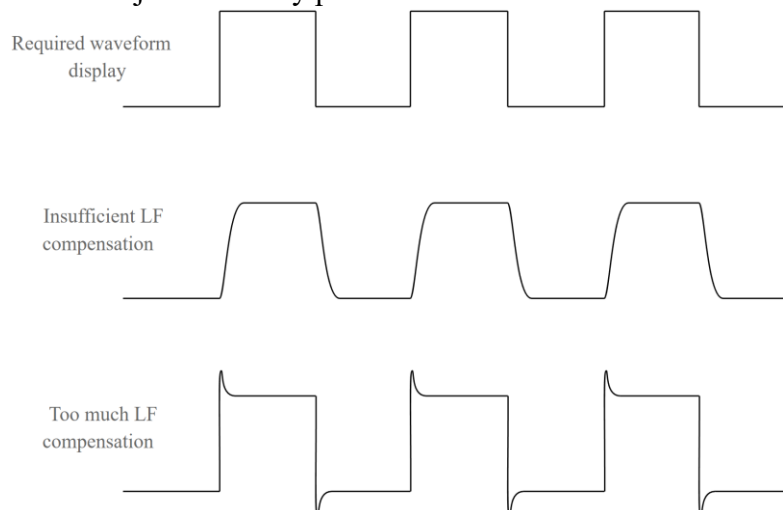 Required waveform
display
Insufficient LF
compensation
Too much LF
compensation